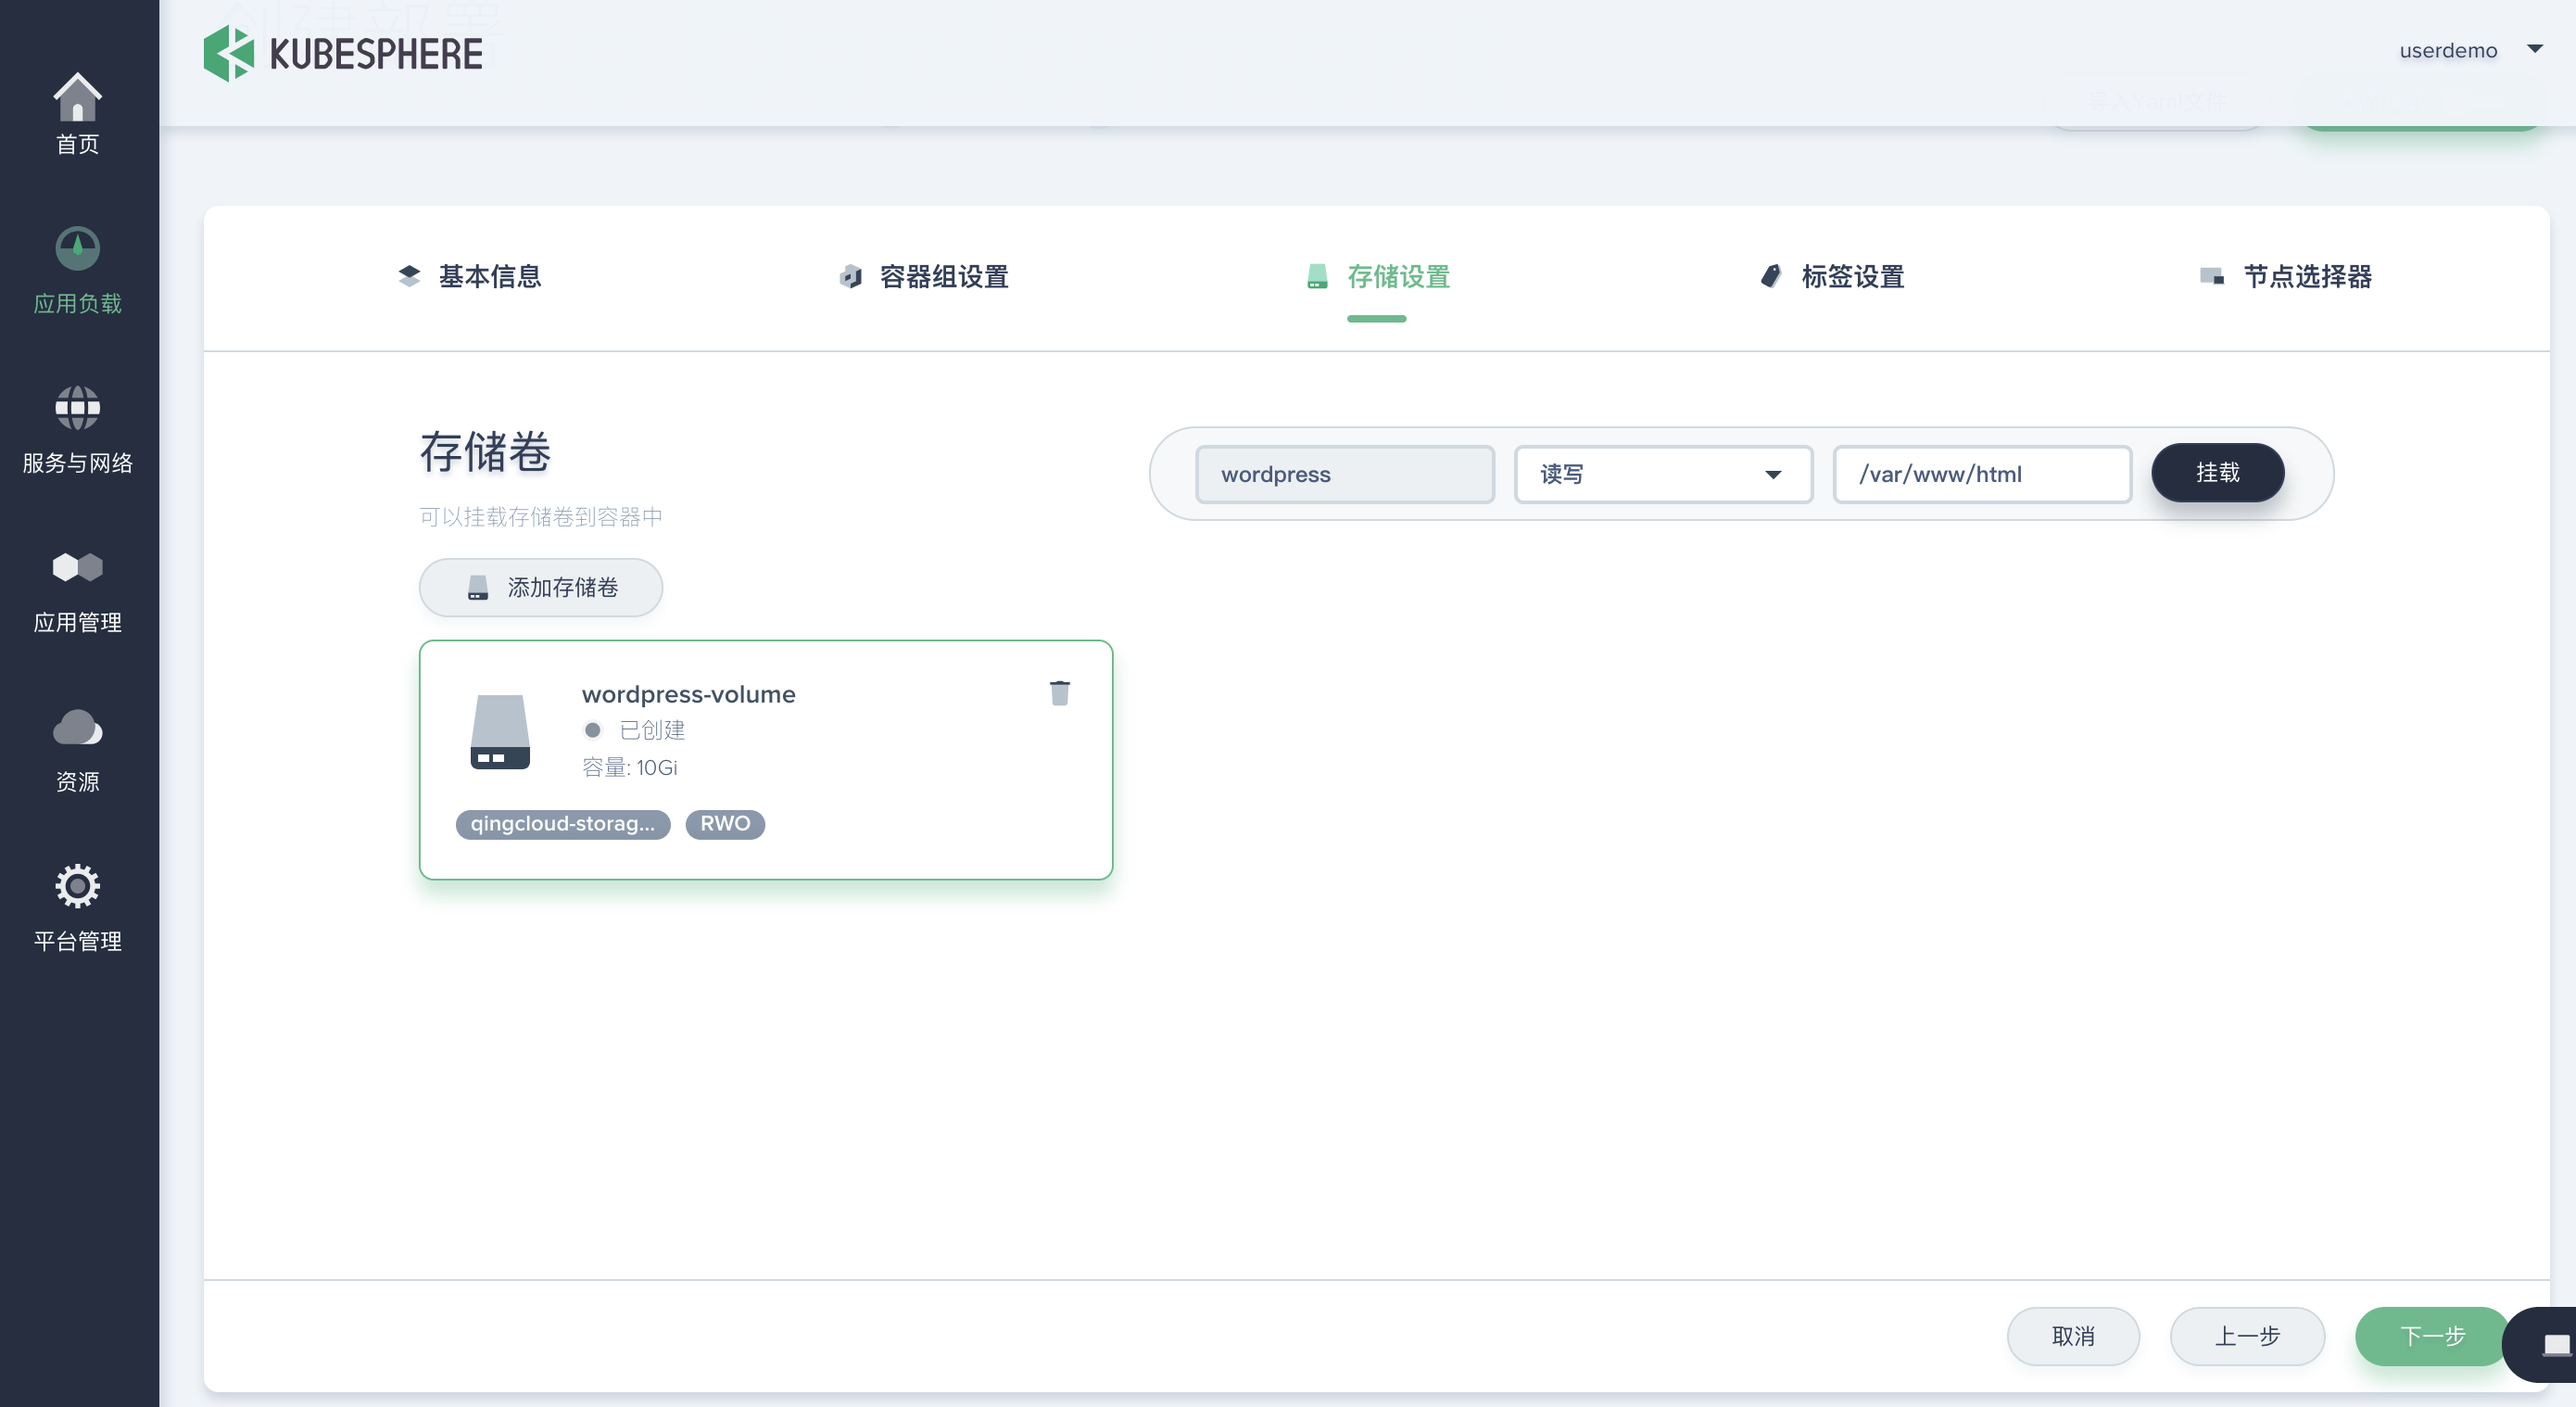 KUBESPHERE
userdemo
首页
应用负载
服务与网络
应用管理
资源
平台管理
基本信息
容器组设置
存储设置
标签设置
节点选择器
存储卷
可以挂载存储卷到容器中
添加存储卷
wordpress-volume
已创建
容量: 10Gi
qingcloud-storag...
RWO
wordpress
读写
/var/www/html
挂载
取消
上一步
下一步